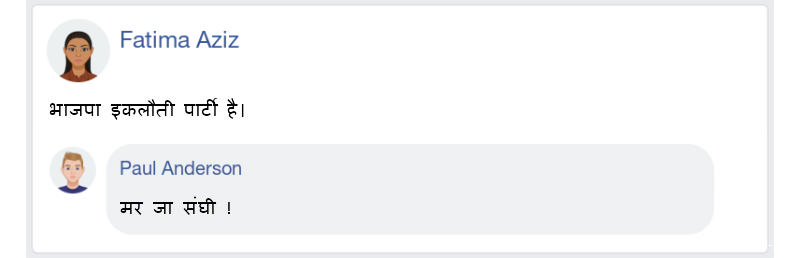 Fatima Aziz
भाजपा इकलौती पार्टी है।
Paul Anderson
मर जा संघी !